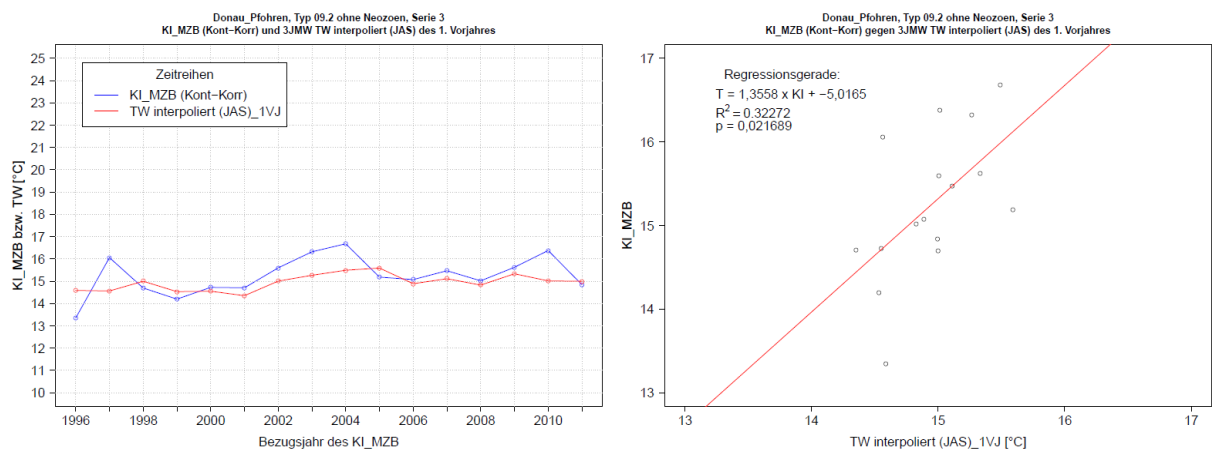 Donau_Pfohren, Typ 09.2 ohne Neozoen, Serie 3
KI_MZB (Kont−Korr) und 3JMW TW interpoliert (JAS) des 1. Vorjahres
KI_MZB bzw. TW [°C]
25
24
23
22
21
20
19
18
17
16
15
14
13
12
11
10
Zeitreihen
KI_MZB (Kont−Korr)
TW interpoliert (JAS)_1VJ
1996 1998 2000 2002 2004 2006 2008 2010
Bezugsjahr des KI_MZB
Donau_Pfohren, Typ 09.2 ohne Neozoen, Serie 3
KI_MZB (Kont−Korr) gegen 3JMW TW interpoliert (JAS) des 1. Vorjahres
KI_MZB
17
16
15
14
13
Regressionsgerade:
T = 1,3558 x KI + −5,0165
R² = 0.32272
p = 0,021689
13 14 15 16 17
TW interpoliert (JAS)_1VJ [°C]